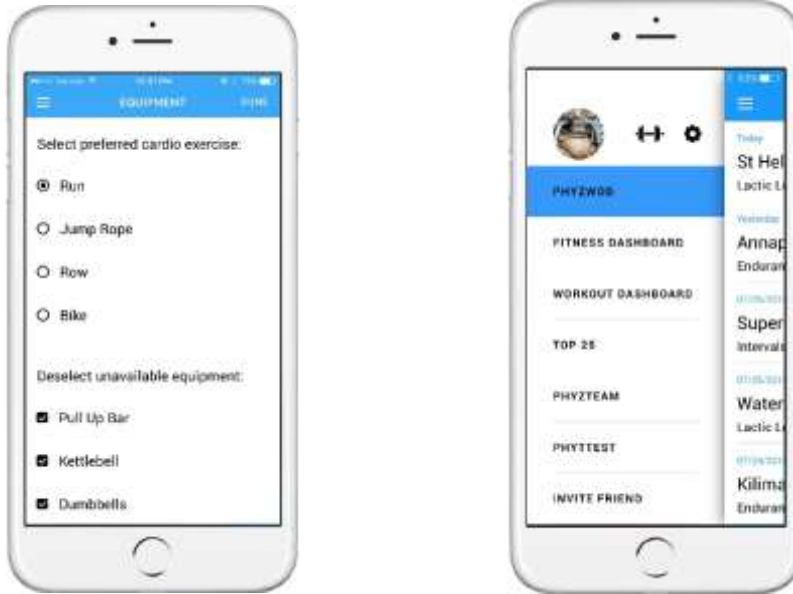 EQUIPMENT
DONE
Select preferred cardio exercise:
Run
Jump Rope
Row
Bike
Deselect unavailable equipment:
Pull Up Bar
Kettlebell
Dumbbells
PHYZWOD
FITNESS DASHBOARD
WORKOUT DASHBOARD
TOP 25
PHYZTEAM
PHYTTEST
INVITE FRIEND
Today
St Hel
Lactic L
Yesterday
Annap
Enduran
Super
Intervals
Water
Lactic L
Kilima
Enduran